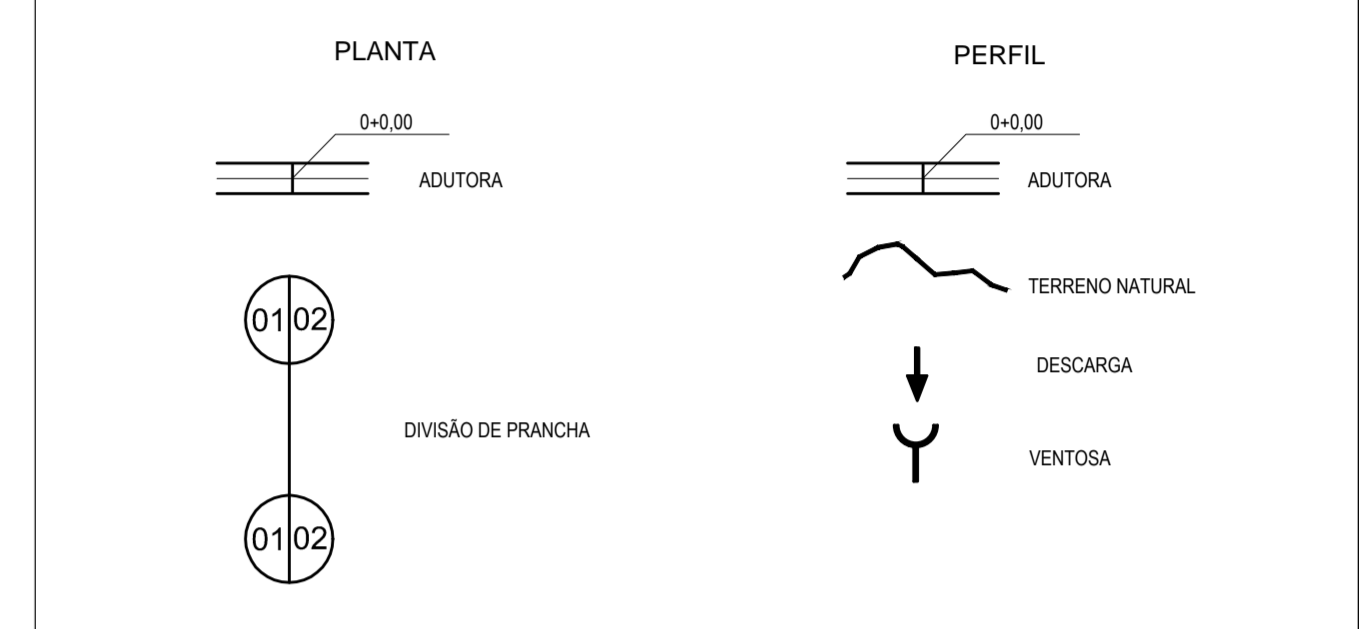 PLANTA
0+0,00
ADUTORA
01 02
DIVISÃO DE PRANCHA
01 02
PERFIL
0+0,00
ADUTORA
TERRENO NATURAL
DESCARGA
VENTOSA